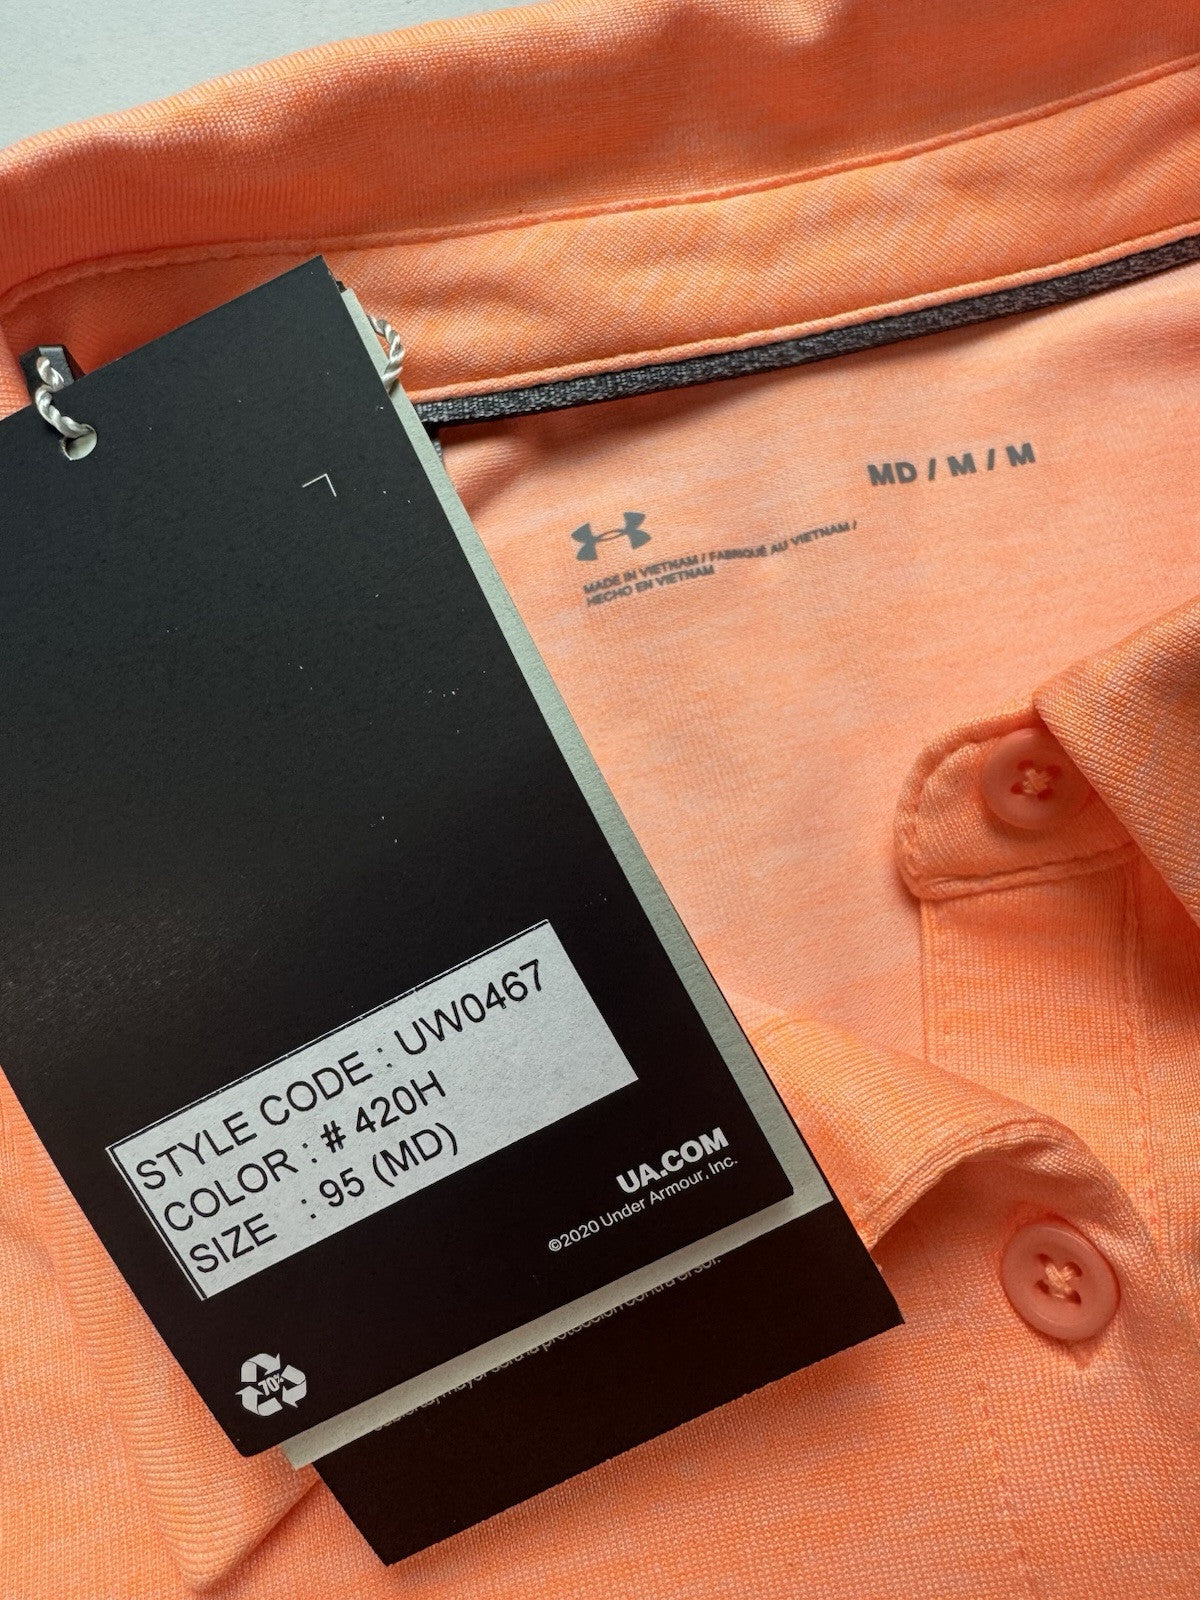 MD / M / M
MADE IN VIETNAM / FABRIQUÉ AU VIETNAM /
HECHO EN VIETNAM
STYLE CODE : UW0467
COLOR : # 420H
SIZE : 95 (MD)
UA.COM
©2020 Under Armour, Inc.
70%